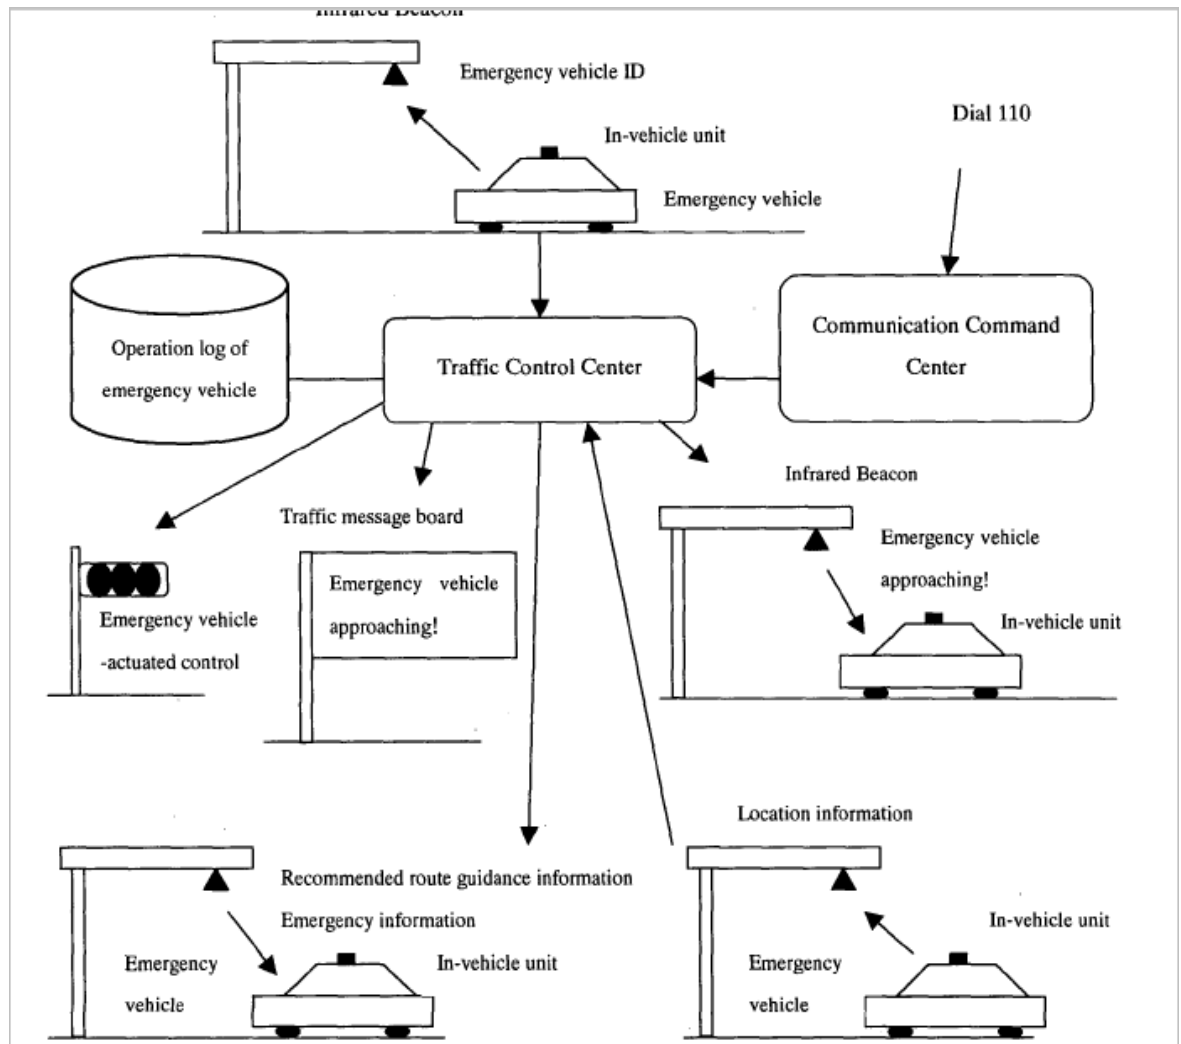 Infrared Beacon
Emergency vehicle ID
Dial 110
In-vehicle unit
Emergency vehicle
Operation log of
emergency vehicle
Traffic Control Center
Communication Command
Center
Infrared Beacon
Traffic message board
Emergency vehicle
approaching!
Emergency vehicle
approaching!
Emergency vehicle
-actuated control
In-vehicle unit
Location information
Recommended route guidance information
Emergency information
In-vehicle unit
Emergency
vehicle
In-vehicle unit
Emergency
vehicle